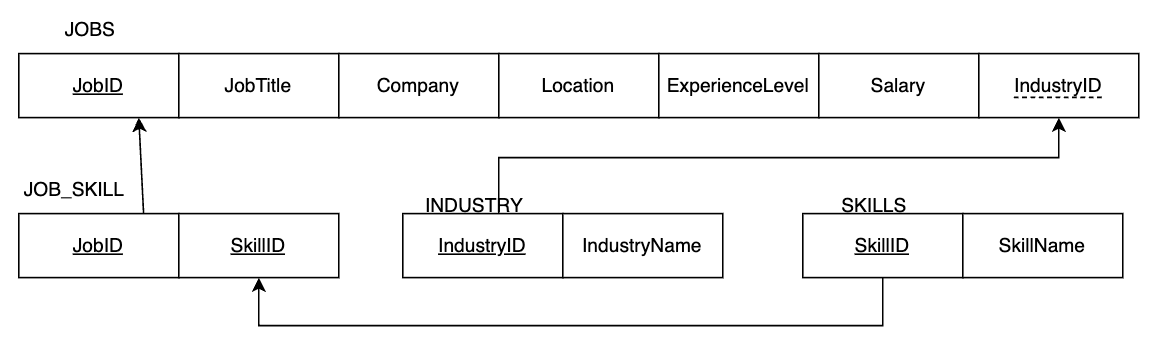 JOBS
JobID JobTitle Company Location ExperienceLevel Salary IndustryID
JOB_SKILL INDUSTRY SKILLS
JobID SkillID IndustryID IndustryName SkillID SkillName